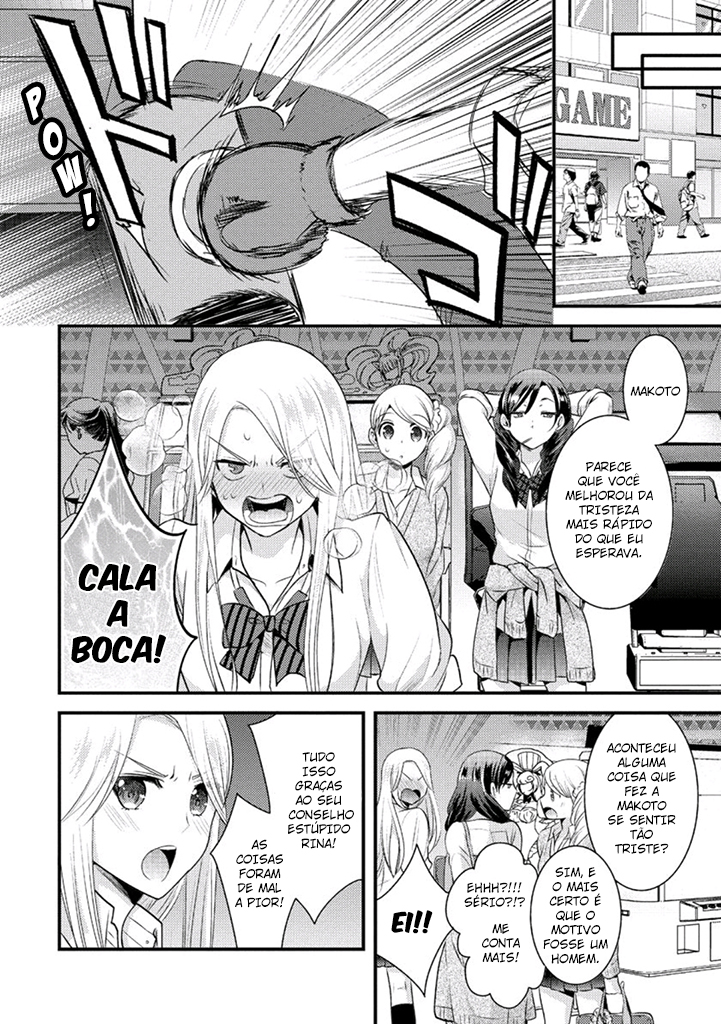 GAME
ドゴ
POW!
MAKOTO
PARECE
QUE VOCÊ
MELHOROU DA
TRISTEZA
MAIS RÁPIDO
DO QUE EU
ESPERAVA.
CALA
A
BOCA!
ACONTECEU
ALGUMA
COISA QUE
FEZ A
MAKOTO
SE SENTIR
TÀO
TRISTE?
SIM, E O
MAIS CERTO
É QUE O
MOTIVO
FOSSE UM
HOMEM.
EHHH?!!!
SÉRIO?!?
ME
CONTA
MAIS!
EI!!
TUDO
ISSO
GRAÇAS
AO SEU
CONSELHO
ESTÚPIDO
RINA!
AS
COISAS
FORAM
DE MAL
A PIOR!